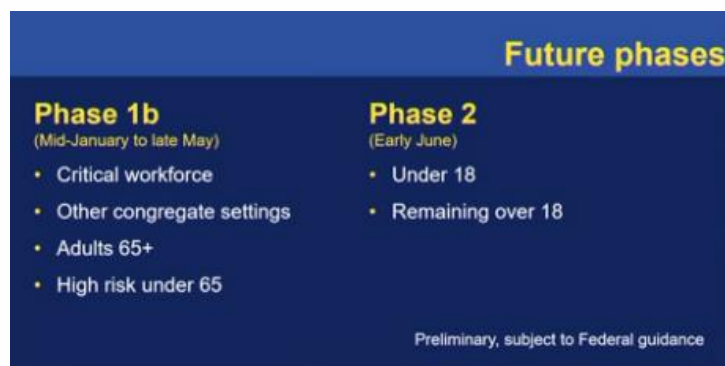 Future phases
Phase 1b
(Mid-January to late May)
• Critical workforce
• Other congregate settings
• Adults 65+
• High risk under 65
Phase 2
(Early June)
• Under 18
• Remaining over 18
Preliminary, subject to Federal guidance